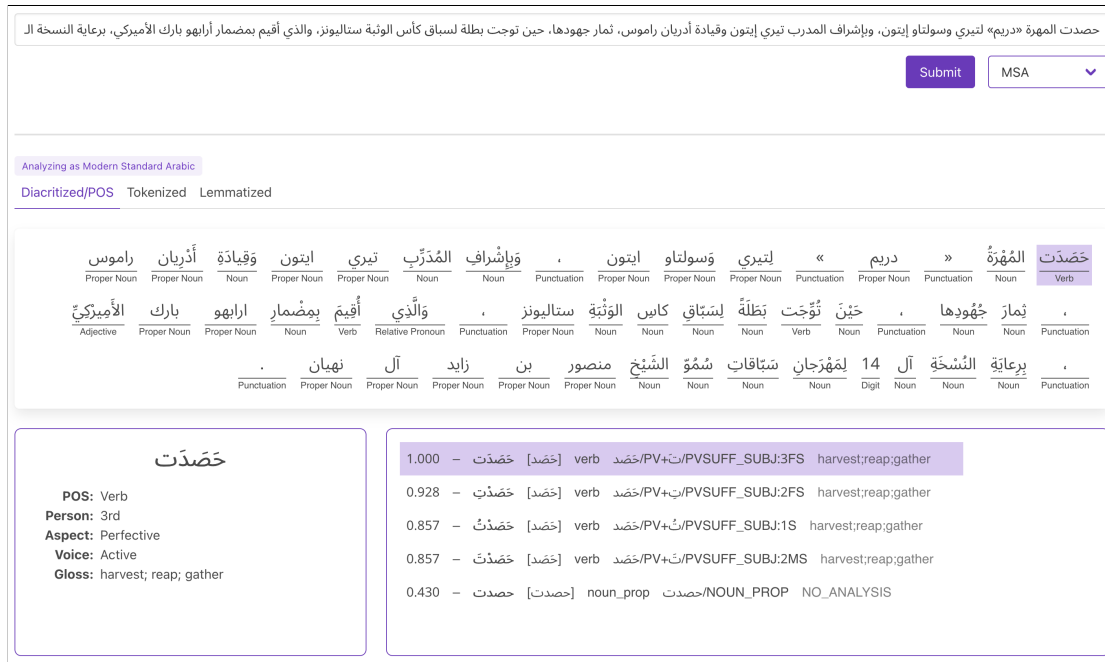 حصدت المهرة «دريم» لتيري وسولتاو إيتون، وبإشراف المدرب تيري إيتون وقيادة أدريان راموس، ثمار جهودها، حين توجت بطلة لسباق كأس الوثبة ستاليونز، والذي أقيم بمضمار أرابهو بارك الأميركي، برعاية النسخة الـ
Submit MSA
Analyzing as Modern Standard Arabic
Diacritized/POS Tokenized Lemmatized
حَصَدَت المُهْرَةُ » دريم « لِتيري وَسولتاو ايتون ، وَبِإِشْرافِ المُدَرِّبِ تيري ايتون وَقِيادَةِ أَدْرِيان راموس
Verb Noun Punctuation Proper Noun Punctuation Proper Noun Proper Noun Proper Noun Punctuation Noun Noun Proper Noun Proper Noun Noun Proper Noun Proper Noun
، ثِمارَ جُهُودِها ، حَيْنَ تُوِّجَت بَطَلَةً لِسَبّاقِ كاسِ الوَثْبَةِ ستاليونز ، وَالَّذِي أُقِيمَ بِمِضْمارِ ارابهو بارك الأَمِيرْكِيِّ
Punctuation Noun Noun Punctuation Noun Verb Noun Noun Noun Noun Proper Noun Punctuation Relative Pronoun Verb Noun Proper Noun Proper Noun Adjective
، بِرِعايَةِ النُسْخَةِ آل 14 لِمَهْرَجانِ سَبّاقاتِ سُمُوّ الشَيْخِ منصور بن زايد آل نهيان .
Punctuation Noun Noun Noun Digit Noun Noun Noun Noun Proper Noun Proper Noun Proper Noun Proper Noun Proper Noun Punctuation
حَصَدَت
POS: Verb
Person: 3rd
Aspect: Perfective
Voice: Active
Gloss: harvest; reap; gather
1.000 – حَصَدَت [حَصَد] verb حَصَد/PV+تَ/PVSUFF_SUBJ:3FS harvest;reap;gather
0.928 – حَصَدْتِ [حَصَد] verb حَصَد/PV+تِ/PVSUFF_SUBJ:2FS harvest;reap;gather
0.857 – حَصَدْتُ [حَصَد] verb حَصَد/PV+تُ/PVSUFF_SUBJ:1S harvest;reap;gather
0.857 – حَصَدْتَ [حَصَد] verb حَصَد/PV+تَ/PVSUFF_SUBJ:2MS harvest;reap;gather
0.430 – حصدت [حصدت] noun_prop حصدت/NOUN_PROP NO_ANALYSIS